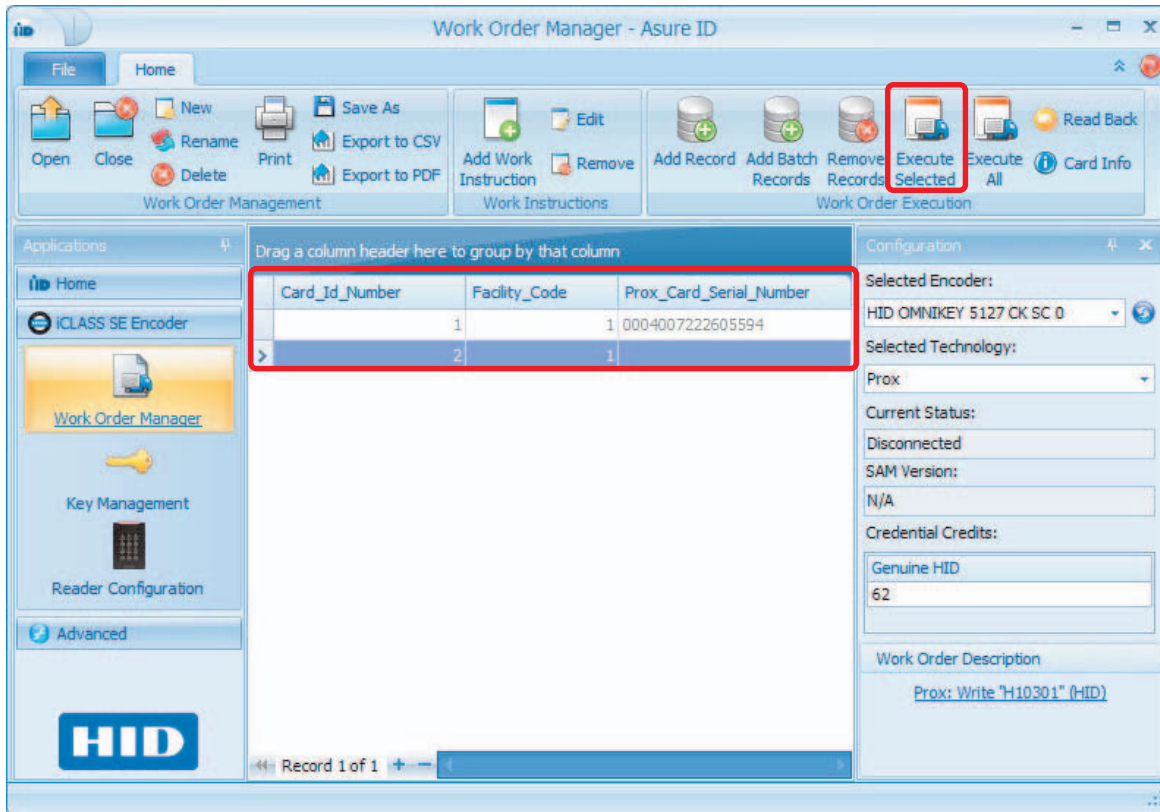 Work Order Manager - Asure ID
File Home
New
Rename
Delete
Open Close
Print
Save As
Export to CSV
Export to PDF
Work Order Management
Add Work
Instruction
Edit
Remove
Work Instructions
Add Record Add Batch Remove Execute Execute
Records Records Selected All
Read Back
Card Info
Work Order Execution
Applications
Home
iCLASS SE Encoder
Work Order Manager
Key Management
Reader Configuration
Advanced
HID
Drag a column header here to group by that column
Card_Id_Number Facility_Code Prox_Card_Serial_Number
1 1 0004007222605594
2 1
Record 1 of 1
Configuration
Selected Encoder:
HID OMNIKEY 5127 CK SC 0
Selected Technology:
Prox
Current Status:
Disconnected
SAM Version:
N/A
Credential Credits:
Genuine HID
62
Work Order Description
Prox: Write "H10301" (HID)